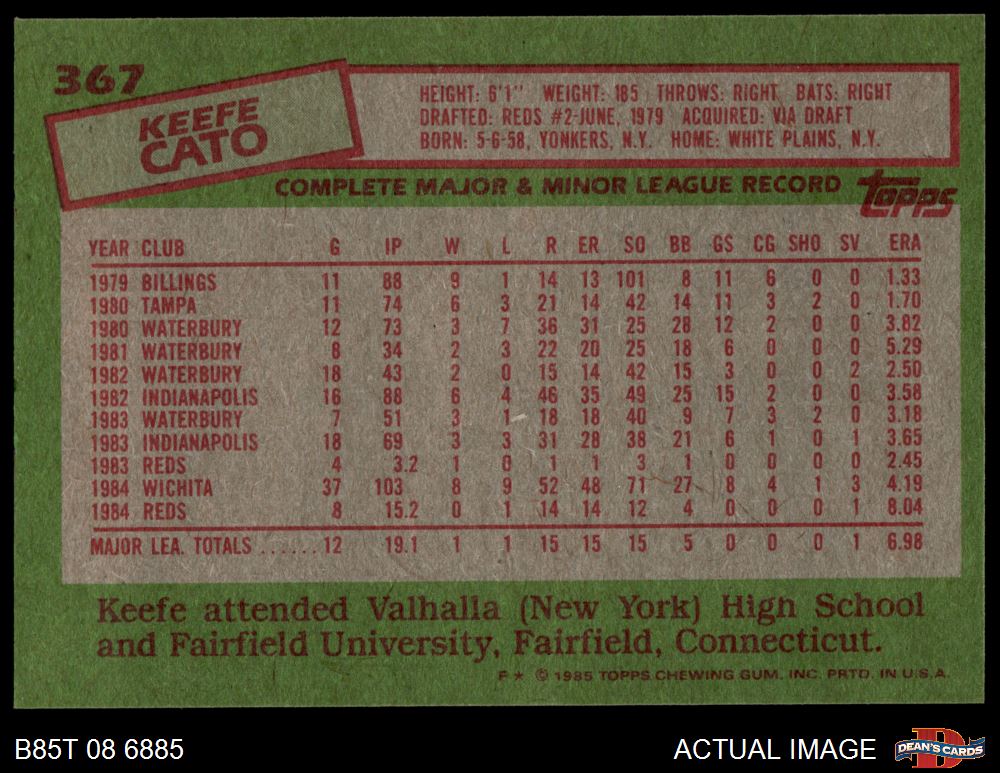 367
KEEFE
CATO
HEIGHT: 6'1" WEIGHT: 185 THROWS: RIGHT BATS: RIGHT
DRAFTED: REDS #2-JUNE, 1979 ACQUIRED: VIA DRAFT
BORN: 5-6-58, YONKERS, N.Y. HOME: WHITE PLAINS, N.Y.
COMPLETE MAJOR & MINOR LEAGUE RECORD topps
YEAR CLUB G IP W L R ER SO BB GS CG SHO SV ERA
1979 BILLINGS 11 88 9 1 14 13 101 8 11 6 0 0 1.33
1980 TAMPA 11 74 6 3 21 14 42 14 11 3 2 0 1.70
1980 WATERBURY 12 73 3 7 36 31 25 28 12 2 0 0 3.82
1981 WATERBURY 8 34 2 3 22 20 25 18 6 0 0 0 5.29
1982 WATERBURY 18 43 2 0 15 14 42 15 3 0 0 2 2.50
1982 INDIANAPOLIS 16 88 6 4 46 35 49 25 15 2 0 0 3.58
1983 WATERBURY 7 51 3 1 18 18 40 9 7 3 2 0 3.18
1983 INDIANAPOLIS 18 69 3 3 31 28 38 21 6 1 0 1 3.65
1983 REDS 4 3.2 1 0 1 1 3 1 0 0 0 0 2.45
1984 WICHITA 37 103 8 9 52 48 71 27 8 4 1 3 4.19
1984 REDS 8 15.2 0 1 14 14 12 4 0 0 0 1 8.04
MAJOR LEA. TOTALS ......12 19.1 1 1 15 15 15 5 0 0 0 1 6.98
Keefe attended Valhalla (New York) High School
and Fairfield University, Fairfield, Connecticut.
F * © 1985 TOPPS CHEWING GUM, INC. PRTD. IN U.S.A.
B85T 08 6885 ACTUAL IMAGE D DEAN'S CARDS